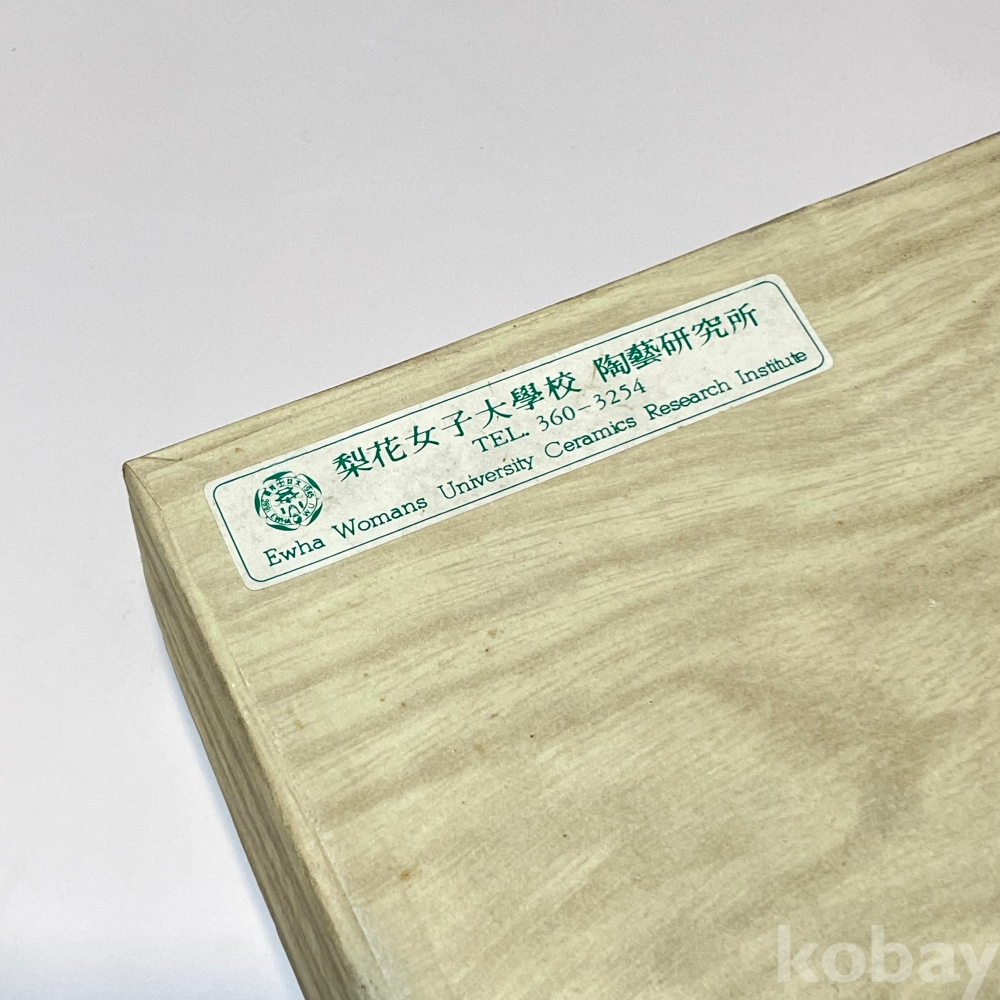 梨花女子大學校 陶藝硏究所
TEL. 360-3254
Ewha Womans University Ceramics Research Institute
kobay